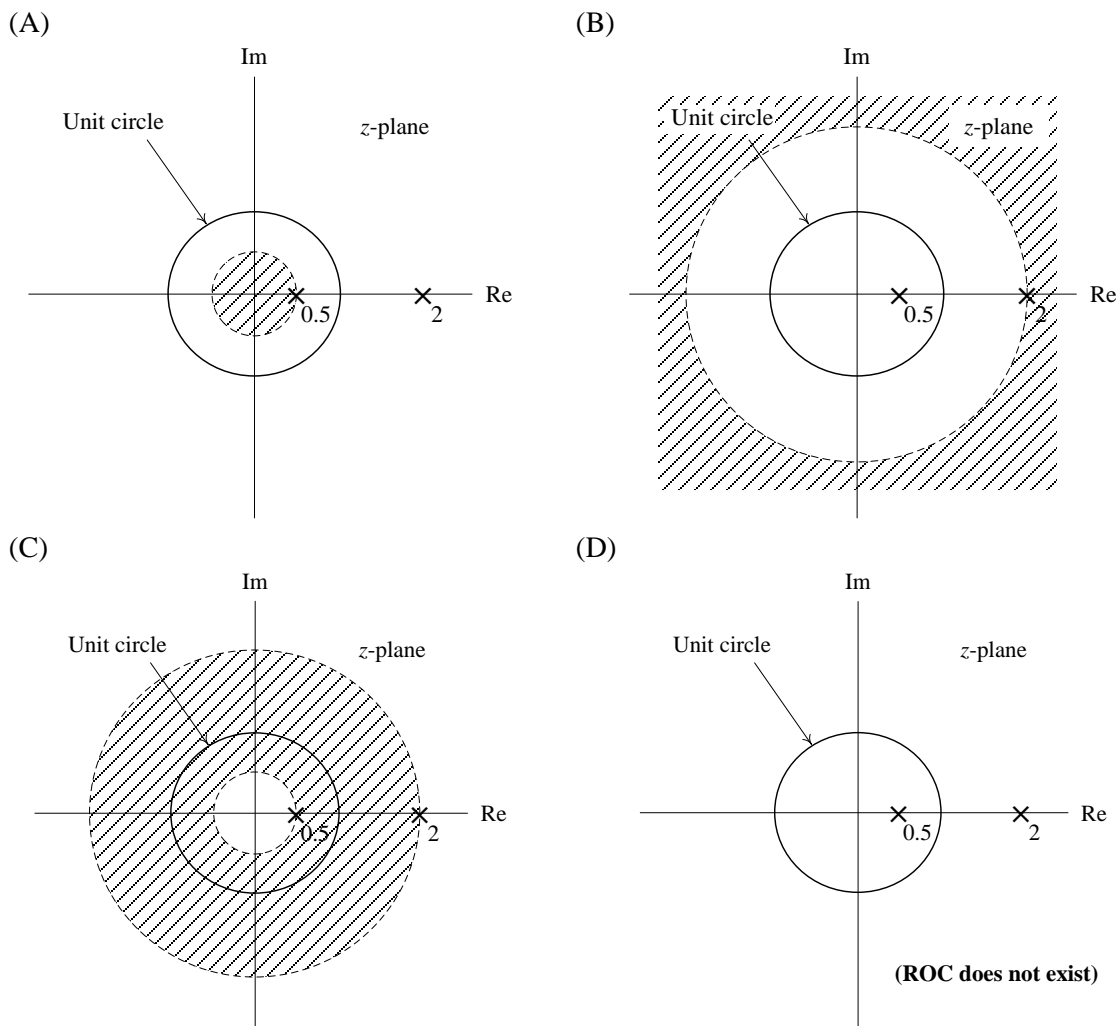 (A)
Im
Unit circle
z-plane
Re
0.5
2
(B)
Im
Unit circle
z-plane
Re
0.5
2
(C)
Im
Unit circle
z-plane
Re
0.5
2
(D)
Im
Unit circle
z-plane
Re
0.5
2
(ROC does not exist)